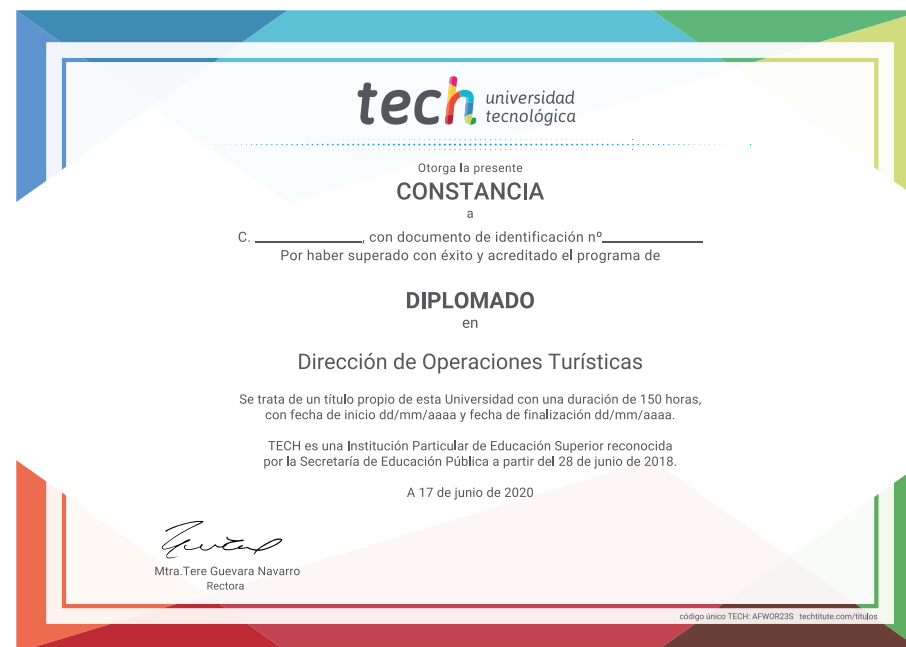 tech universidad
tecnológica
Otorga la presente
CONSTANCIA
a
C. ____________, con documento de identificación nº____________
Por haber superado con éxito y acreditado el programa de
DIPLOMADO
en
Dirección de Operaciones Turísticas
Se trata de un título propio de esta Universidad con una duración de 150 horas,
con fecha de inicio dd/mm/aaaa y fecha de finalización dd/mm/aaaa.
TECH es una Institución Particular de Educación Superior reconocida
por la Secretaría de Educación Pública a partir del 28 de junio de 2018.
A 17 de junio de 2020
Mtra.Tere Guevara Navarro
Rectora
código único TECH: AFWOR23S techtitute.com/titulos